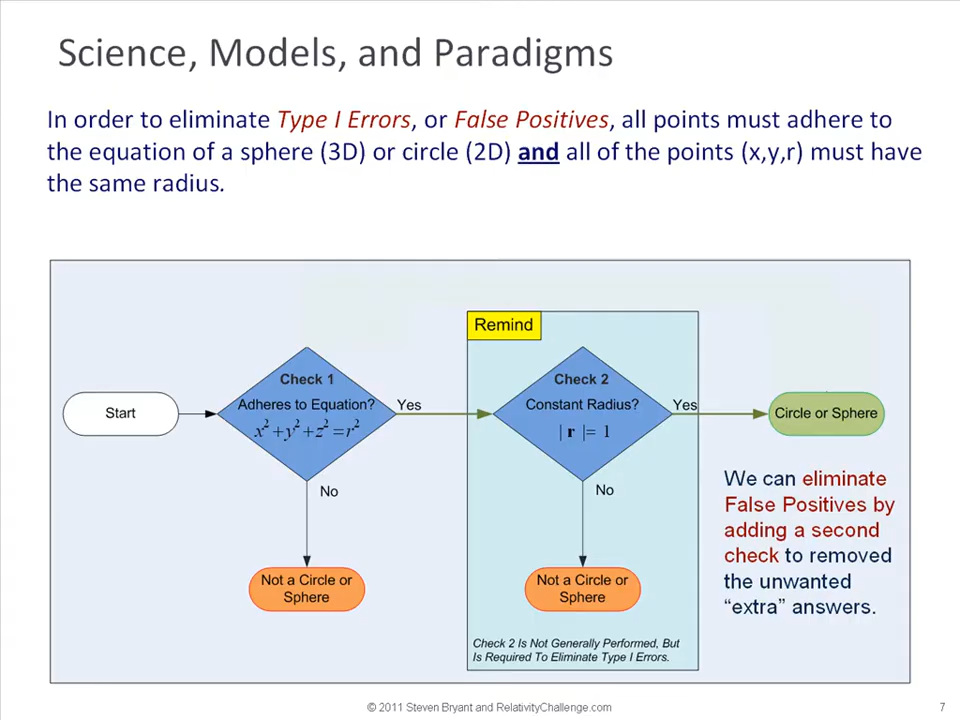 Science, Models, and Paradigms
In order to eliminate Type I Errors, or False Positives, all points must adhere to
the equation of a sphere (3D) or circle (2D) and all of the points (x,y,r) must have
the same radius.
Remind
Check 1
Adheres to Equation?
x²+y²+z²=r²
Check 2
Constant Radius?
|r|= 1
Start
Yes
Yes
Circle or Sphere
No
No
We can eliminate
False Positives by
adding a second
check to removed
the unwanted
“extra” answers.
Not a Circle or
Sphere
Not a Circle or
Sphere
Check 2 Is Not Generally Performed, But
Is Required To Eliminate Type I Errors.
© 2011 Steven Bryant and RelativityChallenge.com
7